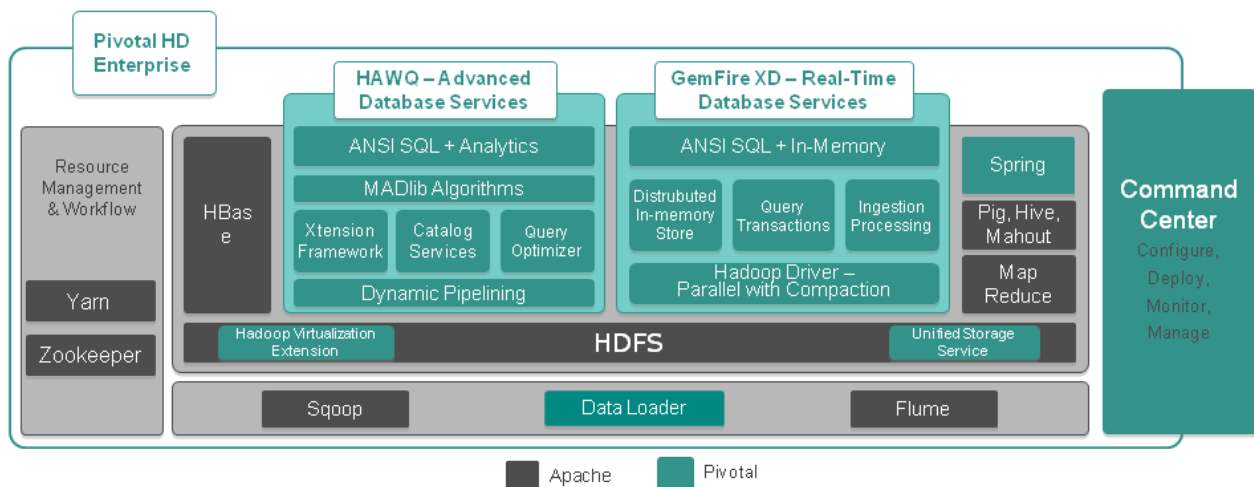 Pivotal HD
Enterprise
HAWQ – Advanced
Database Services
GemFire XD – Real-Time
Database Services
Resource
Management
& Workflow
Yarn
Zookeeper
HBas
e
ANSI SQL + Analytics
MADlib Algorithms
Xtension
Framework
Catalog
Services
Query
Optimizer
Dynamic Pipelining
ANSI SQL + In-Memory
Distrubuted
In-memory
Store
Query
Transactions
Ingestion
Processing
Hadoop Driver –
Parallel with Compaction
Spring
Pig, Hive,
Mahout
Map
Reduce
Hadoop Virtualization
Extension
HDFS
Unified Storage
Service
Sqoop
Data Loader
Flume
Command
Center
Configure,
Deploy,
Monitor,
Manage
Apache
Pivotal